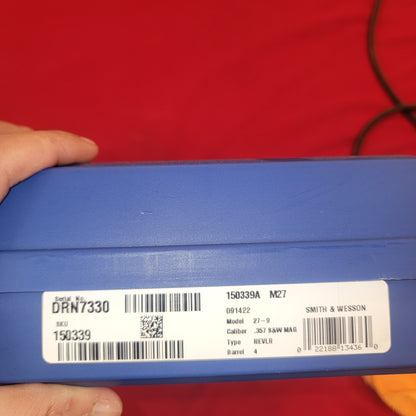 Serial No.
DRN7330
SKU
150339
150339A M27
091422
Model 27-9
Caliber .357 S&W MAG
Type REVLR
Barrel 4
SMITH & WESSON
0 22188 13436 0